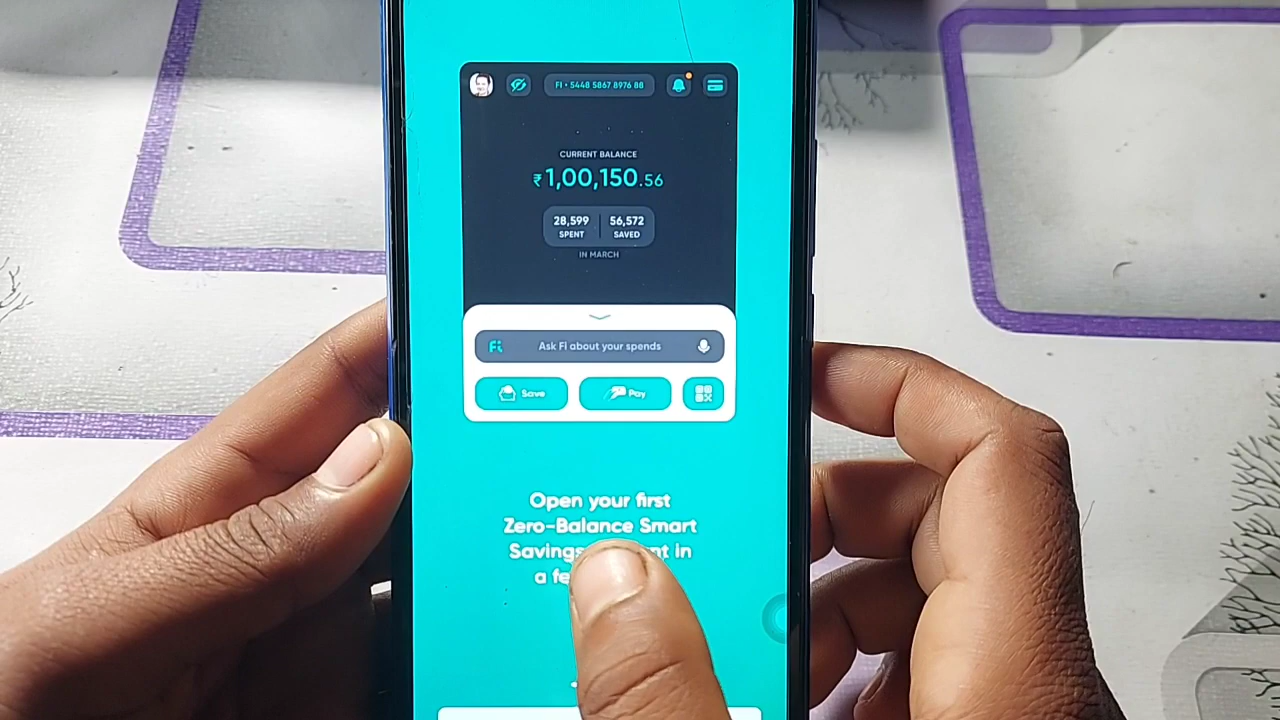 FI • 5448 5867 8976 88
CURRENT BALANCE
₹1,00,150.56
28,599 56,572
SPENT SAVED
IN MARCH
Fi Ask Fi about your spends
Save Pay
Open your first
Zero-Balance Smart
Savings in
a